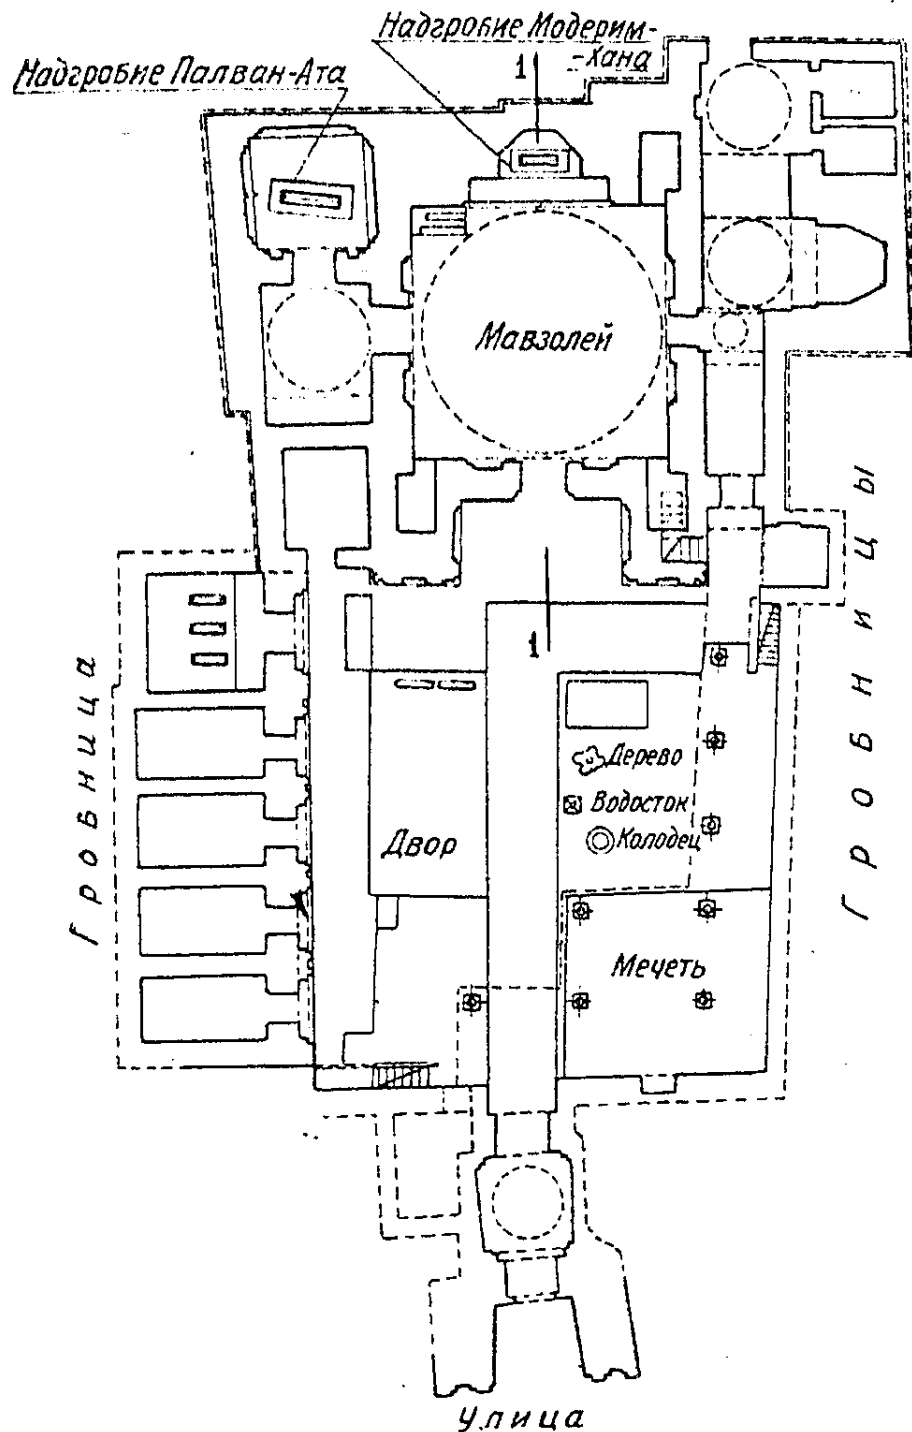 Надгробие Модерим-
-Хана
Надгробие Палван-Ата
1
Мавзолей
1
Гробница
Гробницы
Дерево
Водосток
Колодец
Двор
Мечеть
Улица